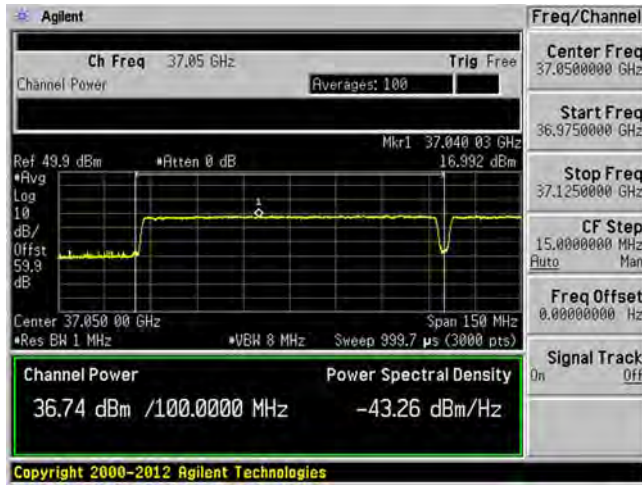 Agilent
Freq/Channel
Ch Freq 37.05 GHz Trig Free
Channel Power Averages: 100
Center Freq
37.0500000 GHz
Start Freq
36.9750000 GHz
Mkr1 37.040 03 GHz
Ref 49.9 dBm *Atten 0 dB 16.992 dBm
*Avg
Log
10
dB/
Offst
59.9
dB
1
Stop Freq
37.1250000 GHz
CF Step
15.0000000 MHz
Auto Man
Freq Offset
0.00000000 Hz
Center 37.050 00 GHz Span 150 MHz
*Res BW 1 MHz *VBW 8 MHz Sweep 999.7 µs (3000 pts)
Signal Track
On Off
Channel Power Power Spectral Density
36.74 dBm /100.0000 MHz -43.26 dBm/Hz
Copyright 2000-2012 Agilent Technologies